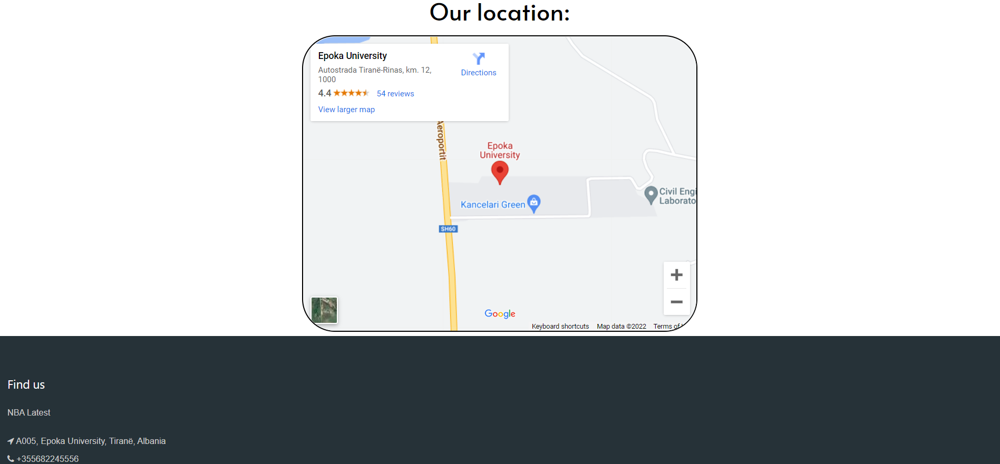 Our location:
Epoka University
Autostrada Tiranë-Rinas, km. 12,
1000
Directions
4.4 54 reviews
View larger map
Aeroportit
Epoka
University
Kancelari Green
Civil Engi
Laborato
SH60
Google
Keyboard shortcuts Map data ©2022 Terms of
Find us
NBA Latest
A005, Epoka University, Tiranë, Albania
+355682245556